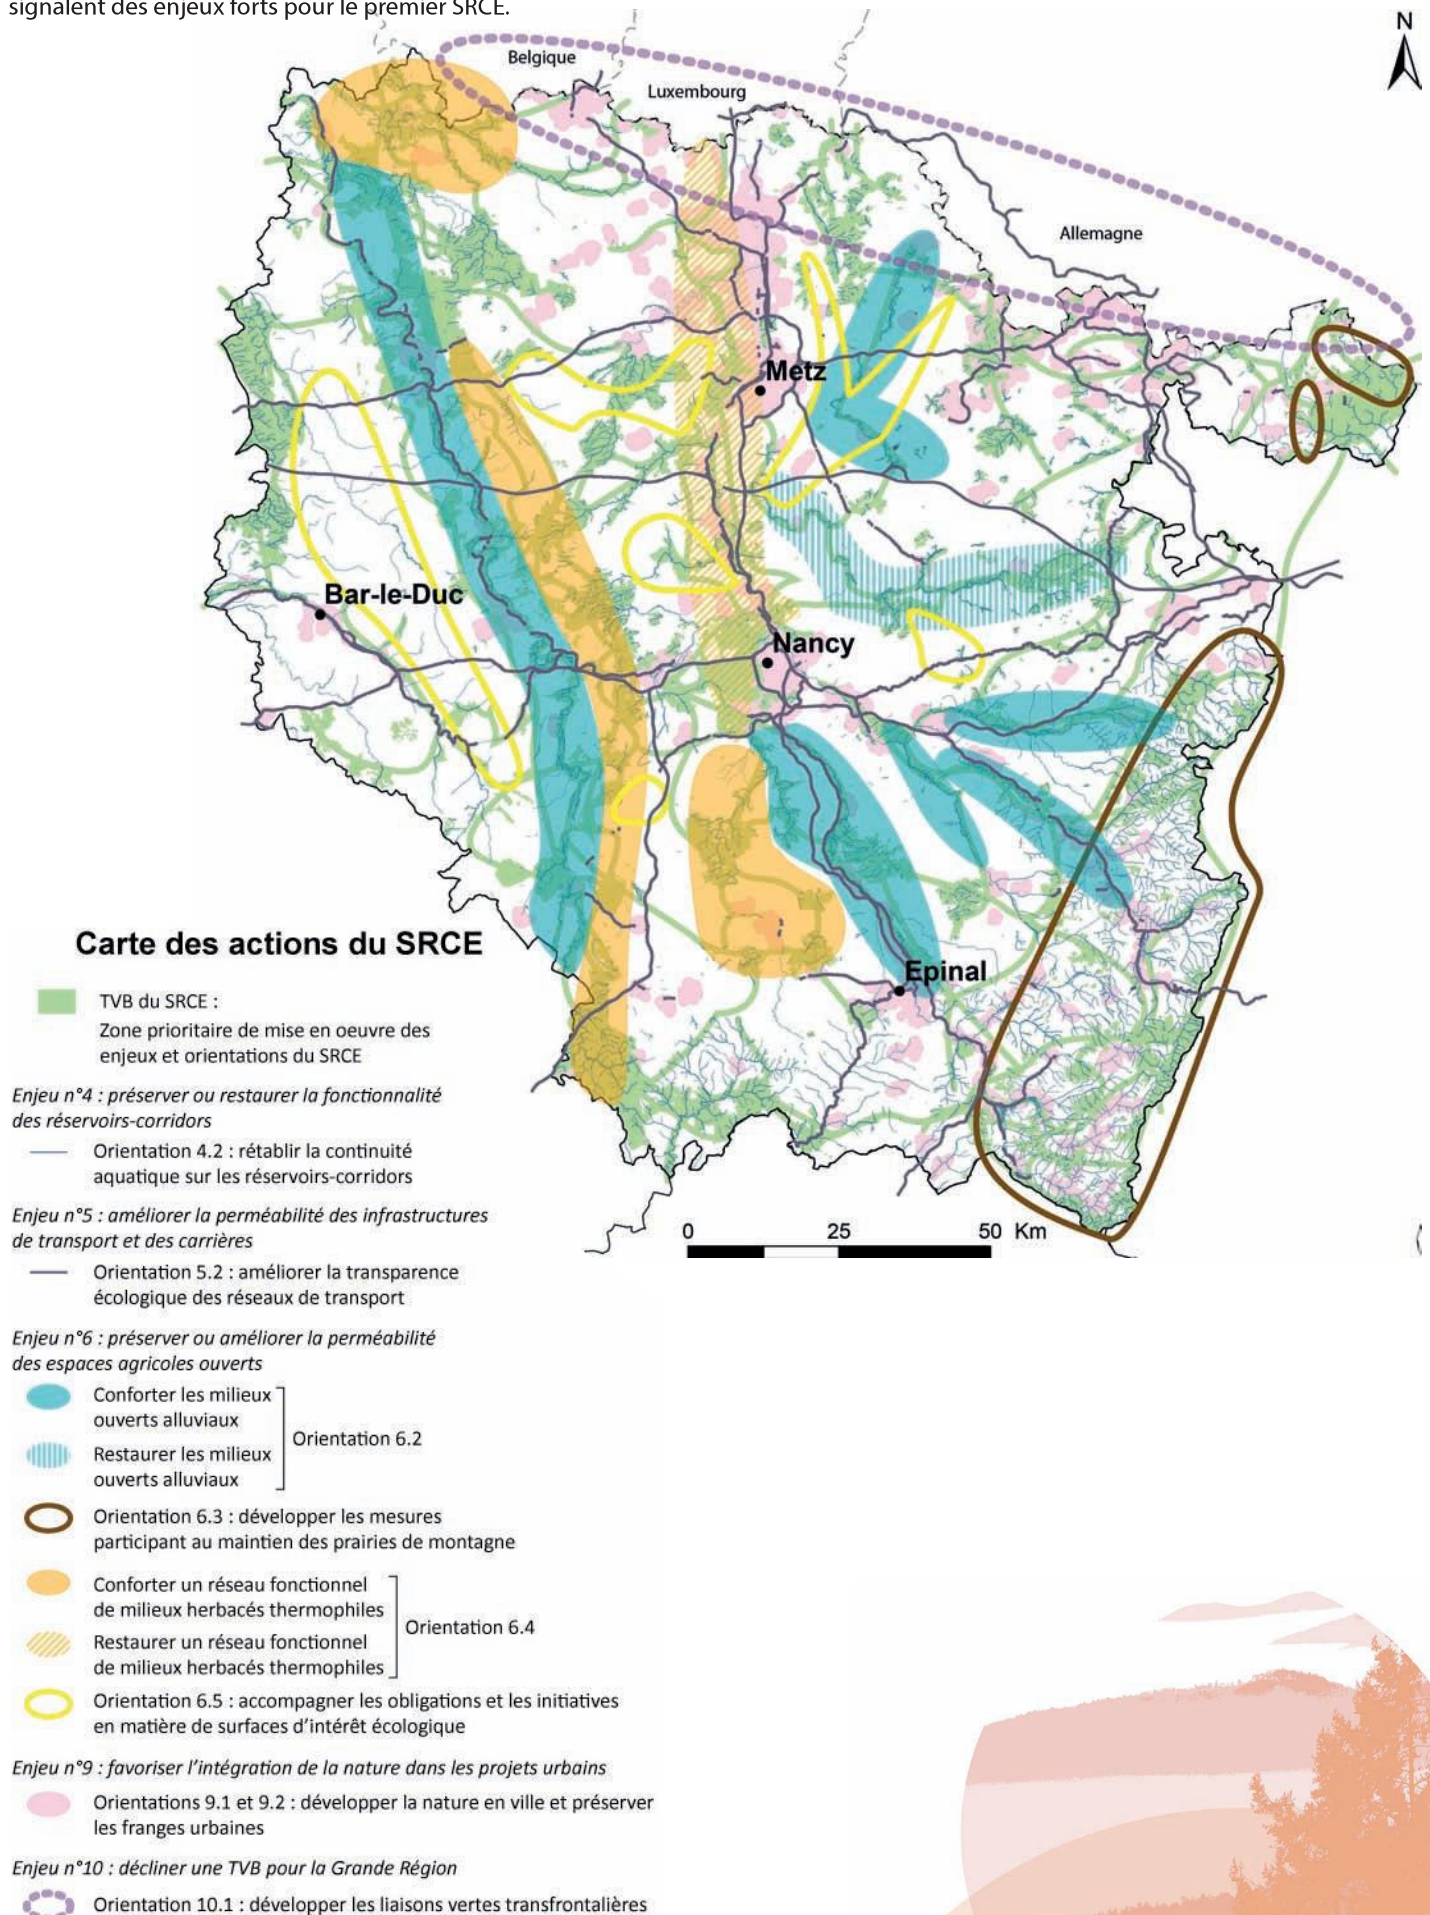 signalent des enjeux forts pour le premier SRCE.
N
Belgique
Luxembourg
Allemagne
Metz
Bar-le-Duc
Nancy
Epinal
0 25 50 Km
Carte des actions du SRCE
TVB du SRCE :
Zone prioritaire de mise en oeuvre des
enjeux et orientations du SRCE
Enjeu n°4 : préserver ou restaurer la fonctionnalité
des réservoirs-corridors
Orientation 4.2 : rétablir la continuité
aquatique sur les réservoirs-corridors
Enjeu n°5 : améliorer la perméabilité des infrastructures
de transport et des carrières
Orientation 5.2 : améliorer la transparence
écologique des réseaux de transport
Enjeu n°6 : préserver ou améliorer la perméabilité
des espaces agricoles ouverts
Conforter les milieux
ouverts alluviaux
Orientation 6.2
Restaurer les milieux
ouverts alluviaux
Orientation 6.3 : développer les mesures
participant au maintien des prairies de montagne
Conforter un réseau fonctionnel
de milieux herbacés thermophiles
Orientation 6.4
Restaurer un réseau fonctionnel
de milieux herbacés thermophiles
Orientation 6.5 : accompagner les obligations et les initiatives
en matière de surfaces d'intérêt écologique
Enjeu n°9 : favoriser l'intégration de la nature dans les projets urbains
Orientations 9.1 et 9.2 : développer la nature en ville et préserver
les franges urbaines
Enjeu n°10 : décliner une TVB pour la Grande Région
Orientation 10.1 : développer les liaisons vertes transfrontalières